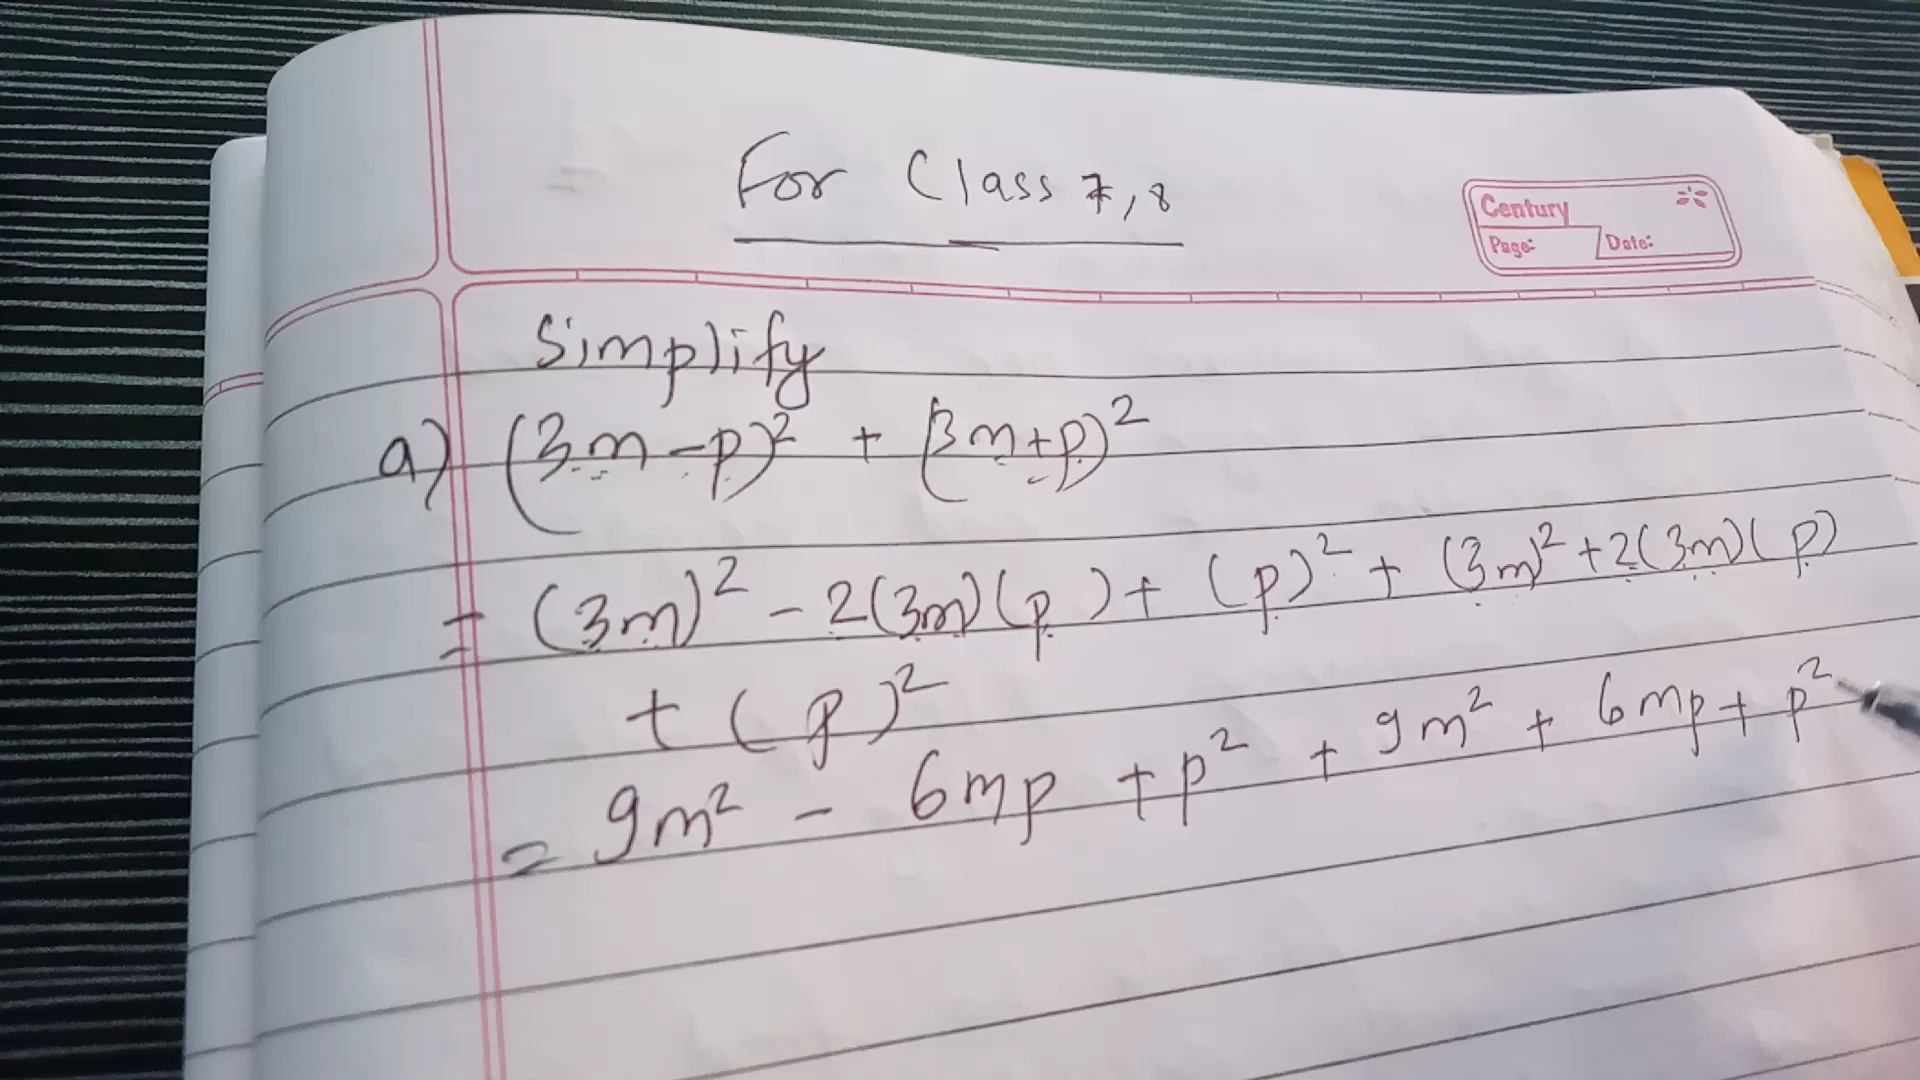 For Class 7,8
Century
Page: Date:
Simplify
a) (3m-p)² + (3m+p)²
= (3m)² - 2(3m)(p) + (p)² + (3m)² + 2(3m)(p)
+ (p)²
= 9m² - 6mp + p² + 9m² + 6mp + p²